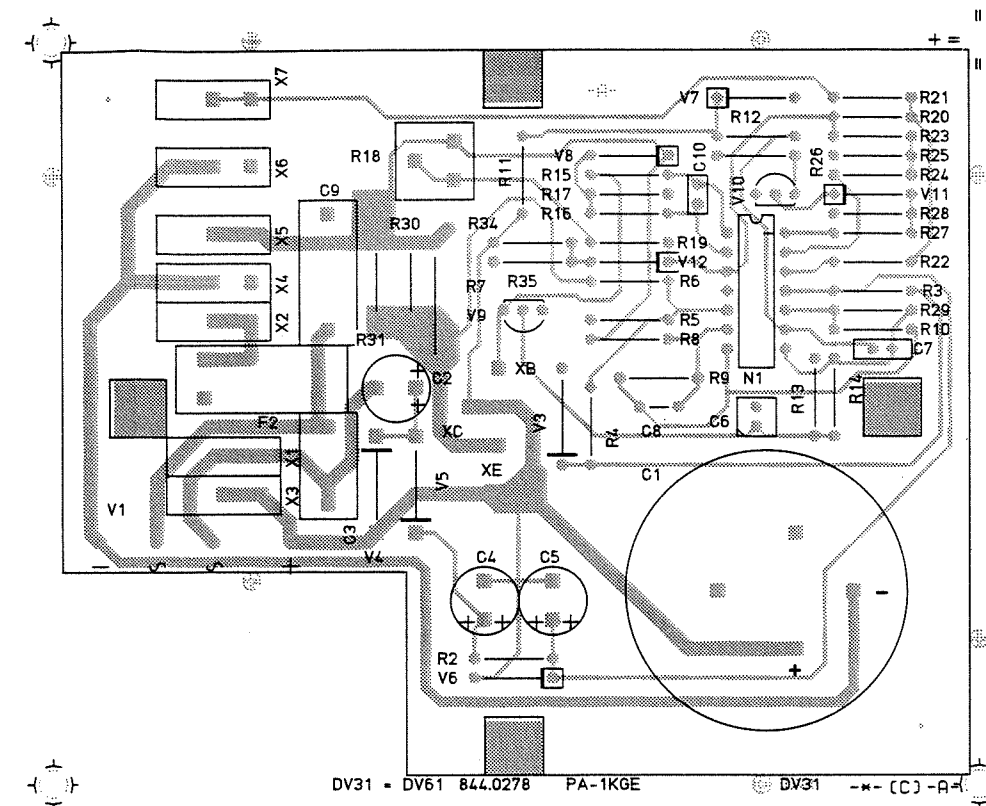 + =
X7
V7
R21
R12
R20
R23
R18
V8
C10
R26
R25
X6
R11
R15
R24
R17
V10
V11
C9
R16
R28
R30
R34
R27
X5
R19
V12
R22
X4
R7
R35
R6
R3
X2
V9
R5
R29
R31
R8
R10
C7
C2
XB
R9
N1
R13
R14
F2
XC
V3
R4
C8
C6
X1
XE
C1
X3
V5
V1
C3
V4
C4
C5
- S S +
-
R2
V6
+
DV31 = DV61 844.0278 PA-1KGE DV31 -*- [C] -A-